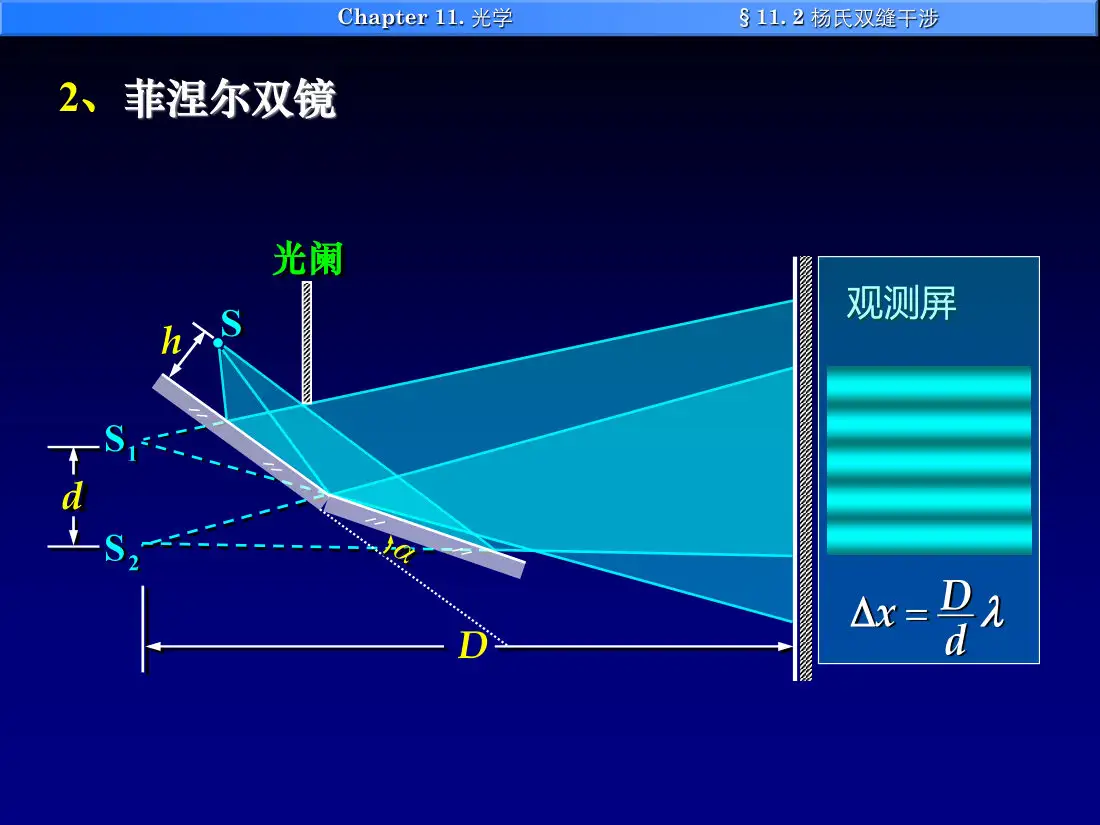 Chapter 11. 光学 § 11. 2 杨氏双缝干涉
2、菲涅尔双镜
光阑
观测屏
S
h
S1
d
S2
α
D
Δx = D/d λ